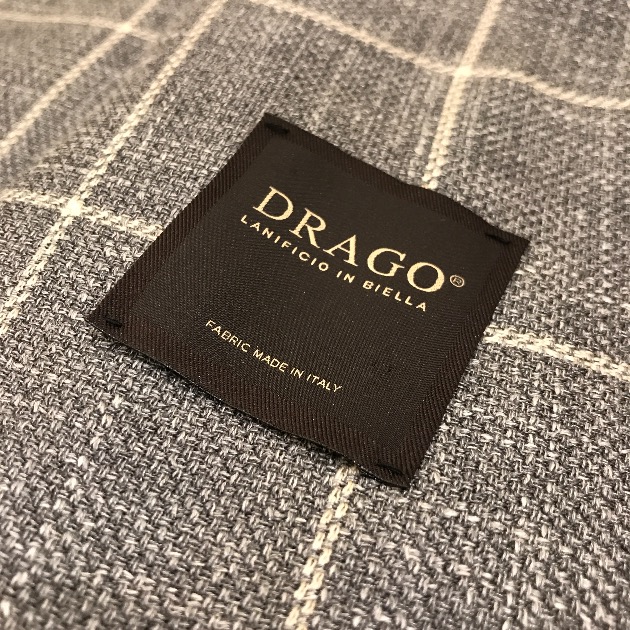 DRAGO®
LANIFICIO IN BIELLA
FABRIC MADE IN ITALY